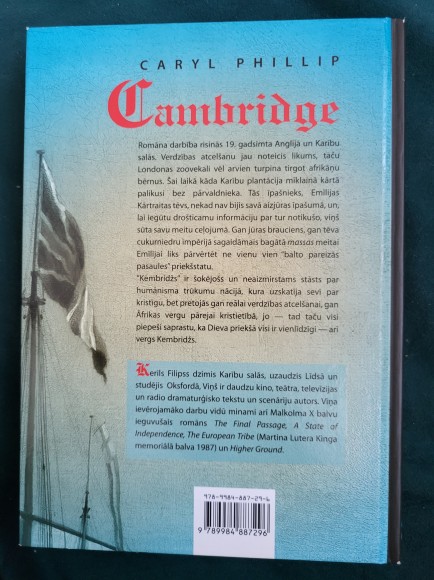 CARYL PHILLIP
Cambridge
Romāna darbība risinās 19. gadsimta Anglijā un Karību
salās. Verdzības atcelšanu jau noteicis likums, taču
Londonas zoovekali vēl arvien turpina tirgot afrikāņu
bērnus. Šai laikā kāda Karību plantācija mīklainā kārtā
palikusi bez pārvaldnieka. Tās īpašnieks, Emīlijas
Kārtraitas tēvs, nekad nav bijis savā aizjūras īpašumā, un,
lai iegūtu drošticamu informāciju par tur notikušo, viņš
sūta savu meitu ceļojumā. Gan jūras brauciens, gan tēva
cukurniedru impērijā sagaidāmais bagātā massas meitai
Emīlijai liks pārvērtēt ne vienu vien "balto pareizās
pasaules" priekšstatu.
"Kembridžs" ir šokējošs un neaizmirstams stāsts par
humānisma trūkumu nācijā, kura uzskatīja sevi par
kristīgu, bet pretojās gan reālai verdzības atcelšanai, gan
Āfrikas vergu pārejai kristietībā, jo — tad taču visi
piepeši saprastu, ka Dieva priekšā visi ir vienlīdzīgi — arī
vergs Kembridžs.
Kerils Filipss dzimis Karību salās, uzaudzis Līdsā un
studējis Oksfordā, Viņš ir daudzu kino, teātra, televīzijas
un radio dramaturģisko tekstu un scenāriju autors. Viņa
ievērojamāko darbu vidū minami arī Malkolma X balvu
ieguvušais romāns The Final Passage, A State of
Independence, The European Tribe (Martina Lutera Kinga
memoriālā balva 1987) un Higher Ground.
978-9984-887-29-6
9 789984 887296